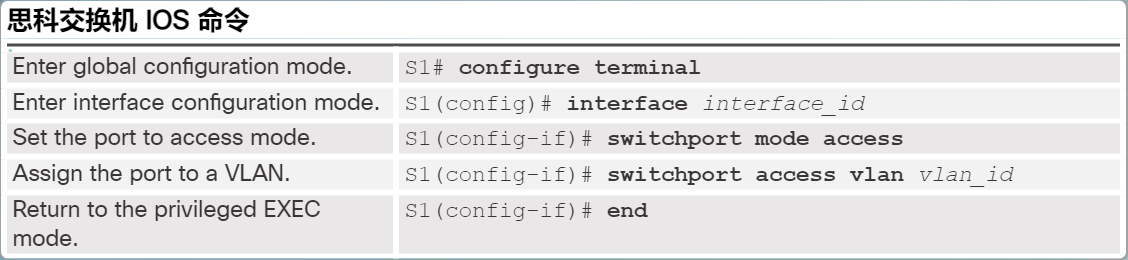 思科交换机 IOS 命令
Enter global configuration mode. S1# configure terminal
Enter interface configuration mode. S1(config)# interface interface_id
Set the port to access mode. S1(config-if)# switchport mode access
Assign the port to a VLAN. S1(config-if)# switchport access vlan vlan_id
Return to the privileged EXEC S1(config-if)# end
mode.